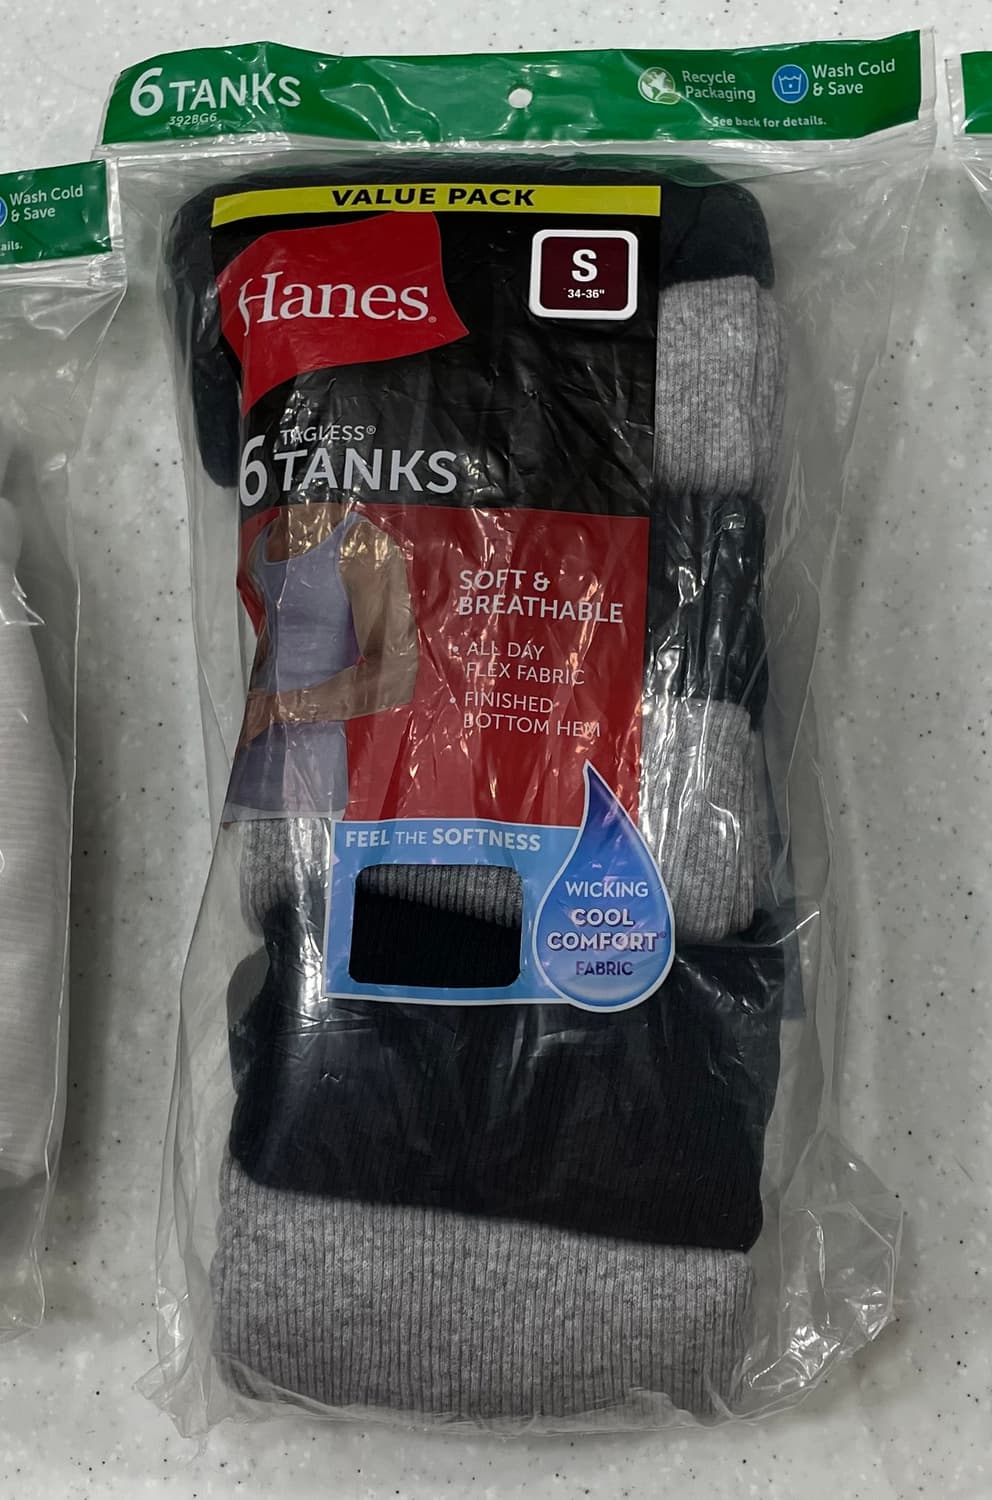 6 TANKS
392BG6
Recycle
Packaging
Wash Cold
& Save
See back for details.
Wash Cold
& Save
ails.
VALUE PACK
Hanes®
S
34-36"
6 TAGLESS®
TANKS
SOFT &
BREATHABLE
• ALL DAY
FLEX FABRIC
• FINISHED
BOTTOM HEM
FEEL THE SOFTNESS
WICKING
COOL
COMFORT®
FABRIC